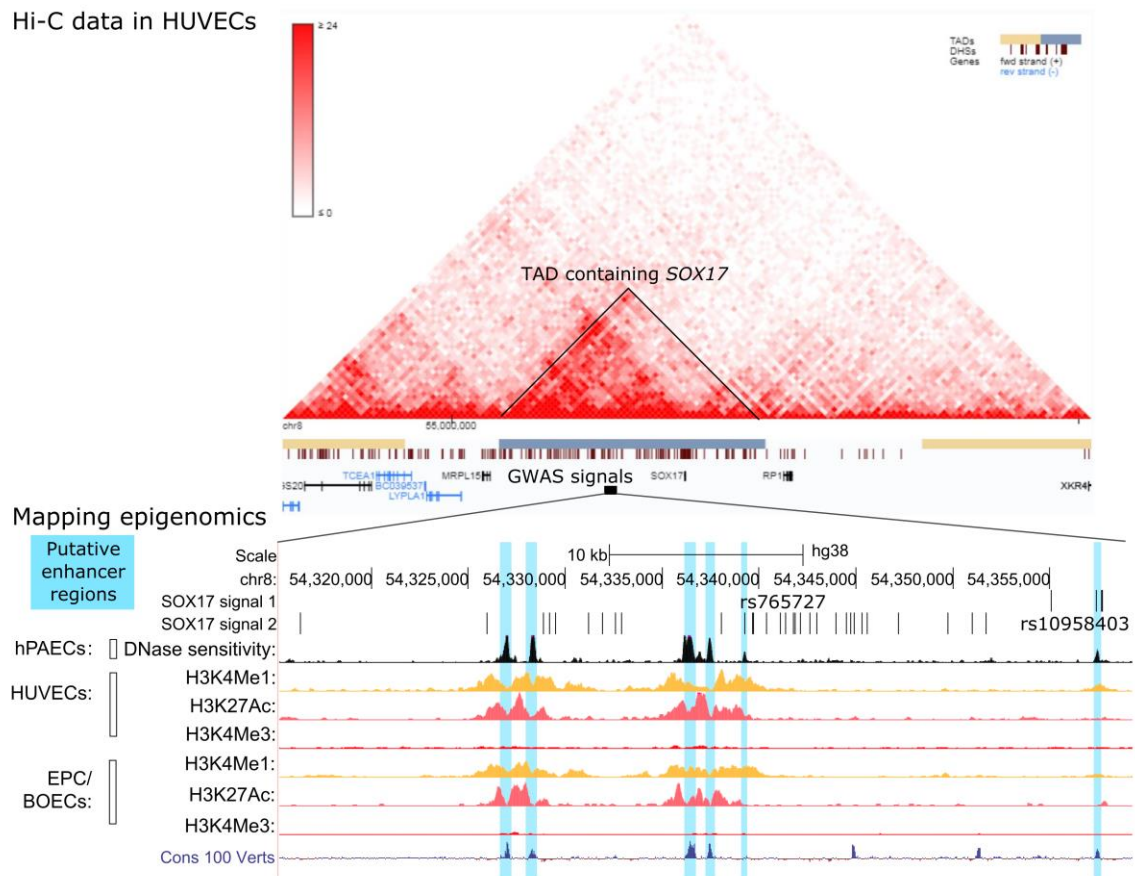 Hi-C data in HUVECs
≥ 24
≤ 0
TADs
DHSs
Genes
fwd strand (+)
rev strand (-)
TAD containing SOX17
chr8
55,000,000
TCEA1
MRPL15
GWAS signals
SOX17
RP1
GS20
BC039537
XKR4
LYPLA1
Mapping epigenomics
Putative
enhancer
regions
Scale
10 kb
hg38
chr8:
54,320,000
54,325,000
54,330,000
54,335,000
54,340,000
54,345,000
54,350,000
54,355,000
SOX17 signal 1
rs765727
SOX17 signal 2
rs10958403
hPAECs:
DNase sensitivity:
HUVECs:
H3K4Me1:
H3K27Ac:
H3K4Me3:
EPC/
BOECs:
H3K4Me1:
H3K27Ac:
H3K4Me3:
Cons 100 Verts